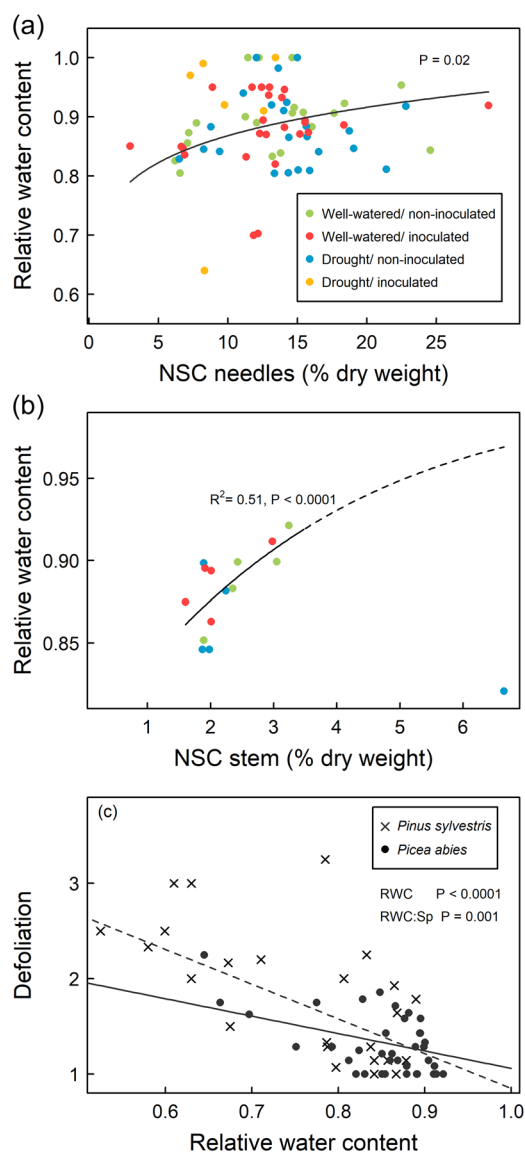 (a)
1.0
P = 0.02
0.9
0.8
0.7
0.6
Relative water content
Well-watered/ non-inoculated
Well-watered/ inoculated
Drought/ non-inoculated
Drought/ inoculated
0 5 10 15 20 25
NSC needles (% dry weight)
(b)
0.95
R²= 0.51, P < 0.0001
0.90
0.85
Relative water content
1 2 3 4 5 6
NSC stem (% dry weight)
(c)
Pinus sylvestris
Picea abies
RWC P < 0.0001
RWC:Sp P = 0.001
3
2
1
Defoliation
0.6 0.7 0.8 0.9 1.0
Relative water content